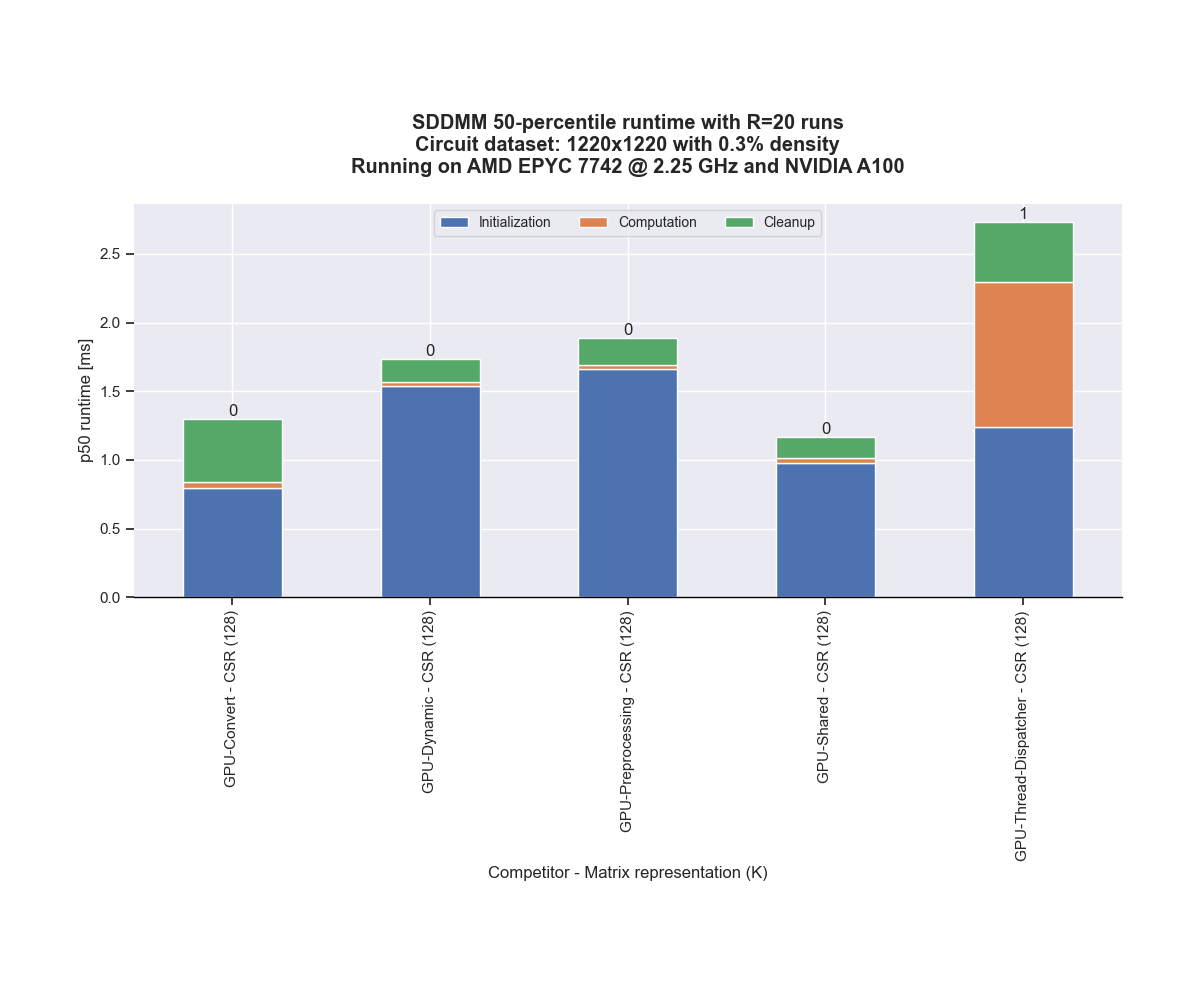 SDDMM 50-percentile runtime with R=20 runs
Circuit dataset: 1220x1220 with 0.3% density
Running on AMD EPYC 7742 @ 2.25 GHz and NVIDIA A100
Initialization
Computation
Cleanup
p50 runtime [ms]
2.5
2.0
1.5
1.0
0.5
0.0
0
0
0
0
1
GPU-Convert - CSR (128)
GPU-Dynamic - CSR (128)
GPU-Preprocessing - CSR (128)
GPU-Shared - CSR (128)
GPU-Thread-Dispatcher - CSR (128)
Competitor - Matrix representation (K)